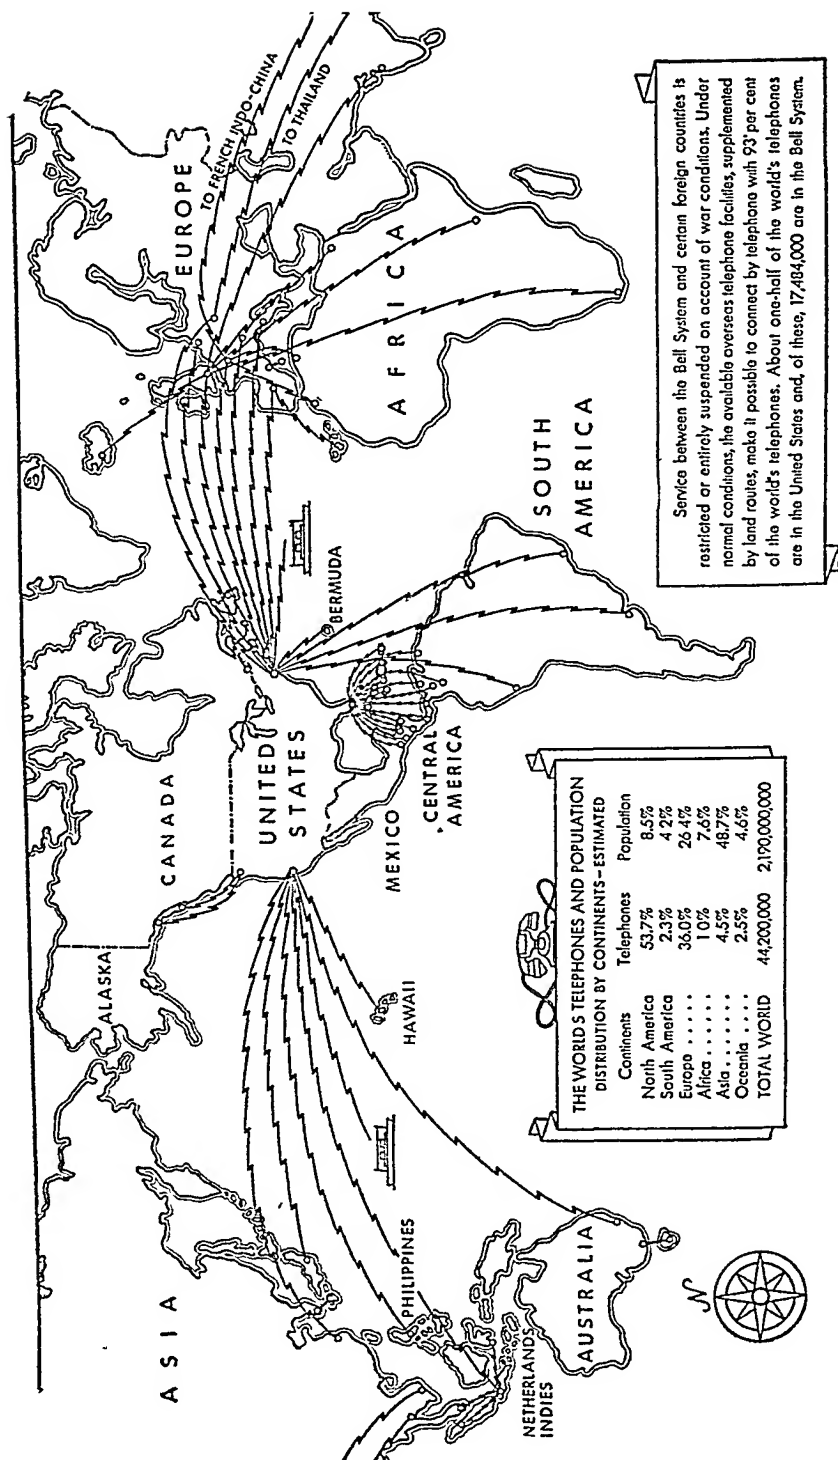 ASIA
ALASKA
CANADA
UNITED
STATES
MEXICO
CENTRAL
AMERICA
HAWAII
PHILIPPINES
NETHERLANDS
INDIES
AUSTRALIA
N
BERMUDA
SOUTH
AMERICA
EUROPE
TO FRENCH INDO-CHINA
TO THAILAND
AFRICA
THE WORLD S TELEPHONES AND POPULATION
DISTRIBUTION BY CONTINENTS—ESTIMATED
Continents Telephones Population
North America 53.7% 8.5%
South America 2.3% 4 2%
Europe ..... 36.0% 26.4%
Africa ...... 1 0% 7.6%
Asia ....... 4.5% 48.7%
Oceania .... 2.5% 4.6%
TOTAL WORLD 44,200,000 2,190,000,000
Service between the Bell System and certain foreign countries is
restricted or entirely suspended on account of war conditions. Under
normal conditions, the available overseas telephone facilities, supplemented
by land routes, make it possible to connect by telephone with 93 per cent
of the world's telephones. About one-half of the world's telephones
are in the United States and, of these, 17,484,000 are in the Bell System.